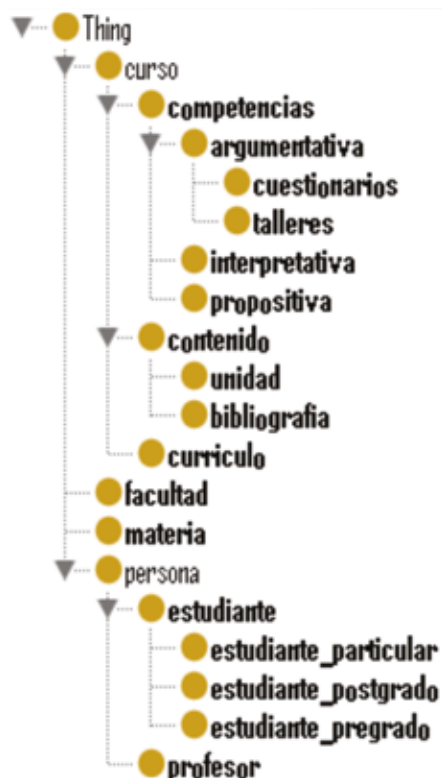 Thing
curso
competencias
argumentativa
cuestionarios
talleres
interpretativa
propositiva
contenido
unidad
bibliografia
curriculo
facultad
materia
persona
estudiante
estudiante_particular
estudiante_postgrado
estudiante_pregrado
profesor